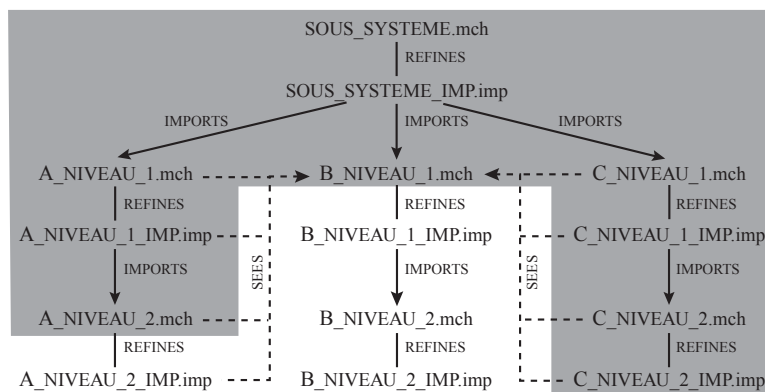 SOUS_SYSTEME.mch
REFINES
SOUS_SYSTEME_IMP.imp
IMPORTS IMPORTS IMPORTS
A_NIVEAU_1.mch B_NIVEAU_1.mch C_NIVEAU_1.mch
REFINES REFINES REFINES
A_NIVEAU_1_IMP.imp B_NIVEAU_1_IMP.imp C_NIVEAU_1_IMP.imp
IMPORTS SEES IMPORTS SEES IMPORTS
A_NIVEAU_2.mch B_NIVEAU_2.mch C_NIVEAU_2.mch
REFINES REFINES REFINES
A_NIVEAU_2_IMP.imp B_NIVEAU_2_IMP.imp C_NIVEAU_2_IMP.imp